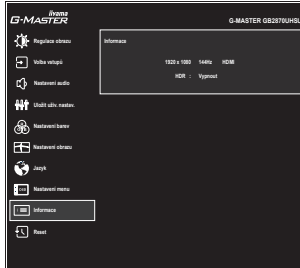 iiyama
G-MASTER
G-MASTER GB2870UHSU
Regulace obrazu
Informace
Volba vstupů
1920 x 1080 144Hz HDMI
HDR : Vypnout
Nastavení audio
Uložit uživ. nastav.
Nastavení barev
Nastavení obrazu
Jazyk
OSD
Nastavení menu
Informace
Reset